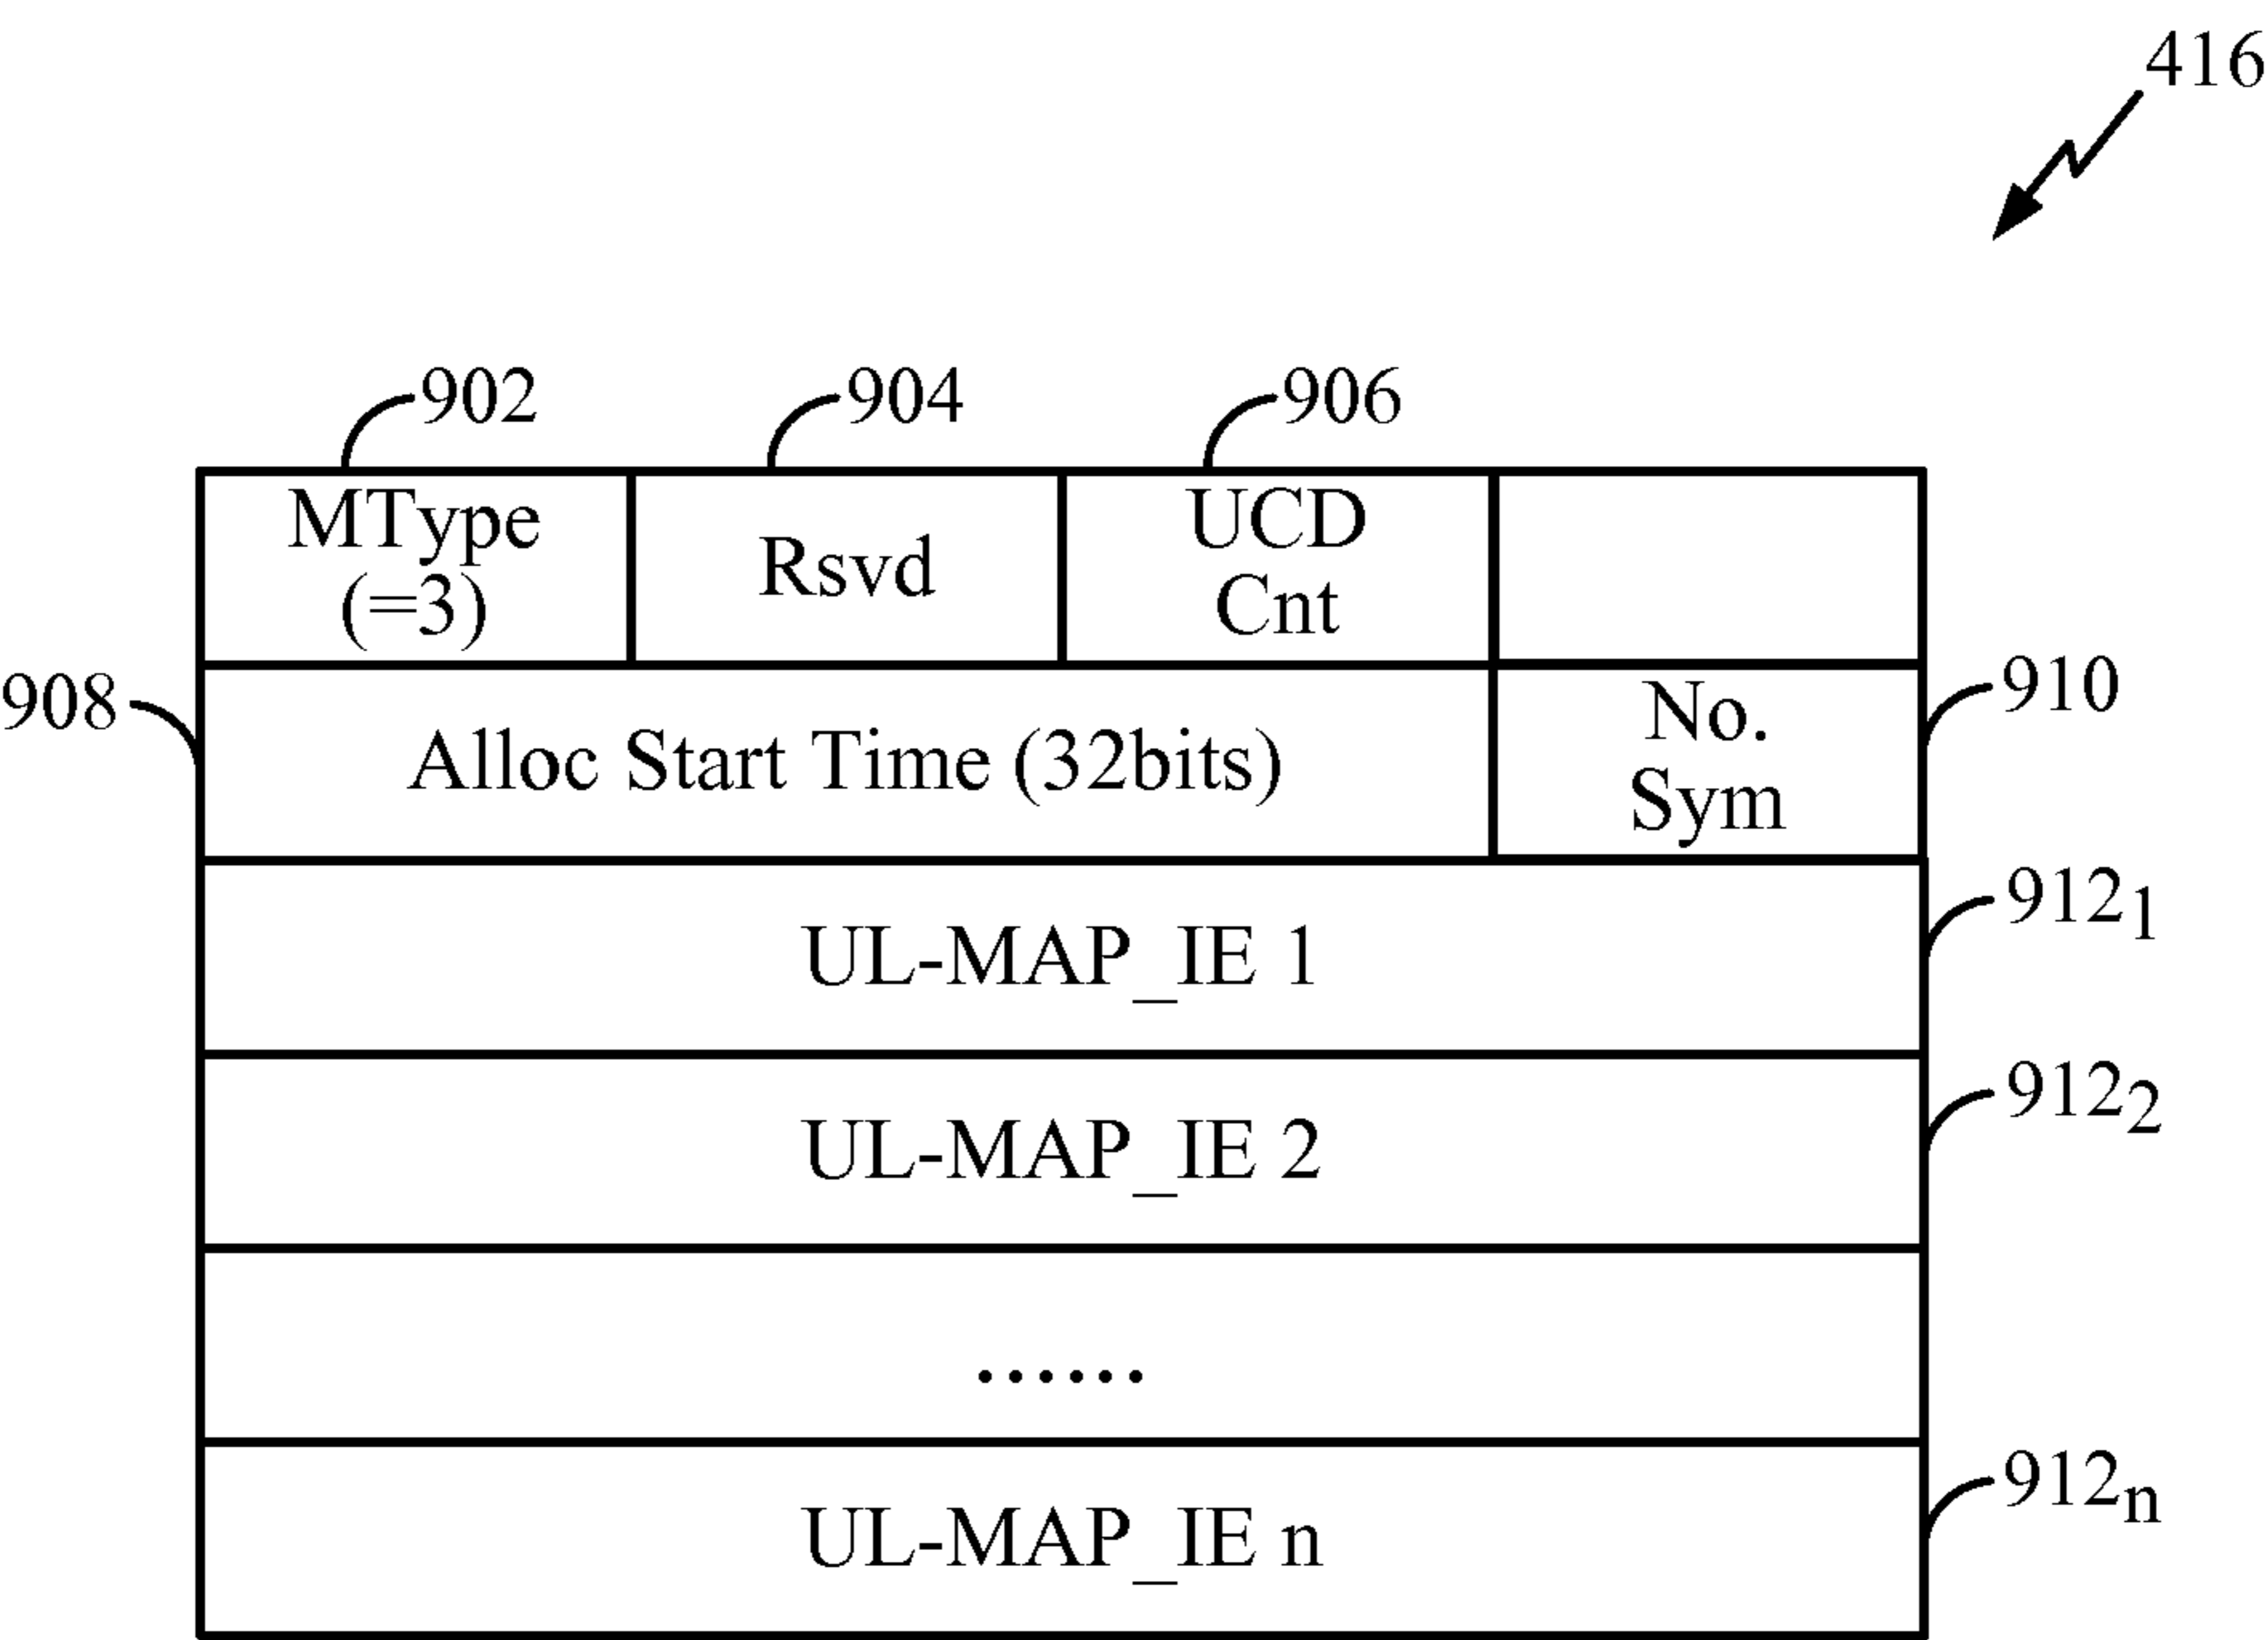 416
902
904
906
MType
(=3)
Rsvd
UCD
Cnt
908
Alloc Start Time (32bits)
No.
Sym
910
UL-MAP_IE 1
912₁
UL-MAP_IE 2
912₂
......
UL-MAP_IE n
912ₙ